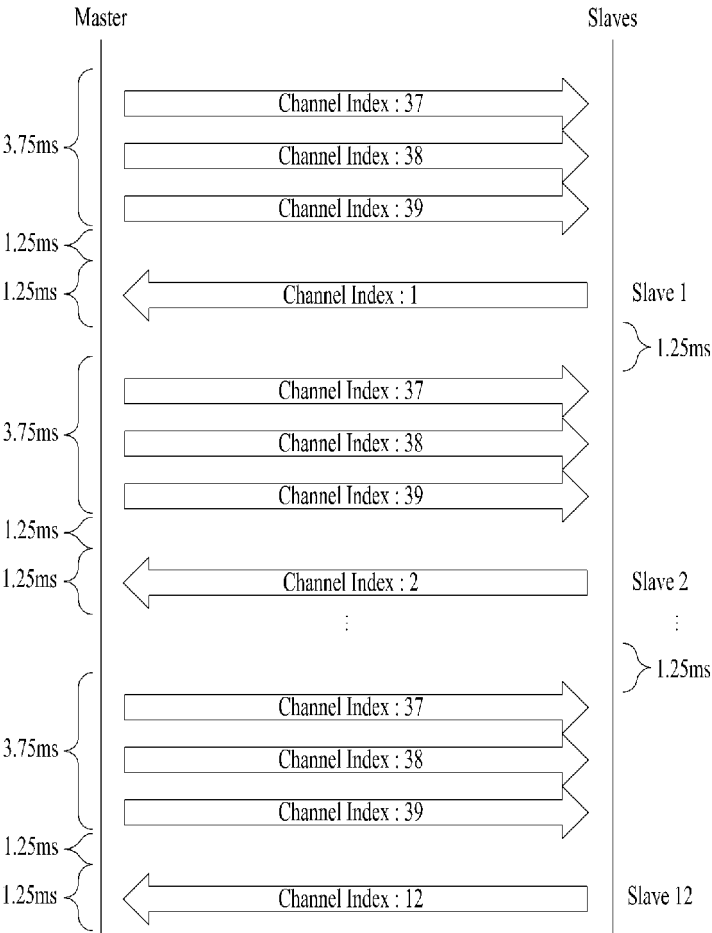 Master
Slaves
Channel Index : 37
3.75ms
Channel Index : 38
Channel Index : 39
1.25ms
1.25ms
Channel Index : 1
Slave 1
1.25ms
Channel Index : 37
3.75ms
Channel Index : 38
Channel Index : 39
1.25ms
1.25ms
Channel Index : 2
Slave 2
1.25ms
Channel Index : 37
3.75ms
Channel Index : 38
Channel Index : 39
1.25ms
1.25ms
Channel Index : 12
Slave 12